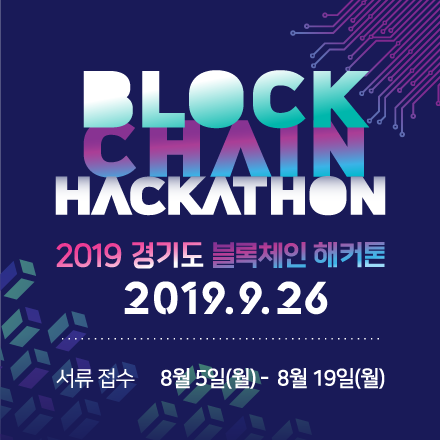 BLOCK
CHAIN
HACKATHON
2019 경기도 블록체인 해커톤
2019.9.26
서류 접수 8월 5일(월) - 8월 19일(월)